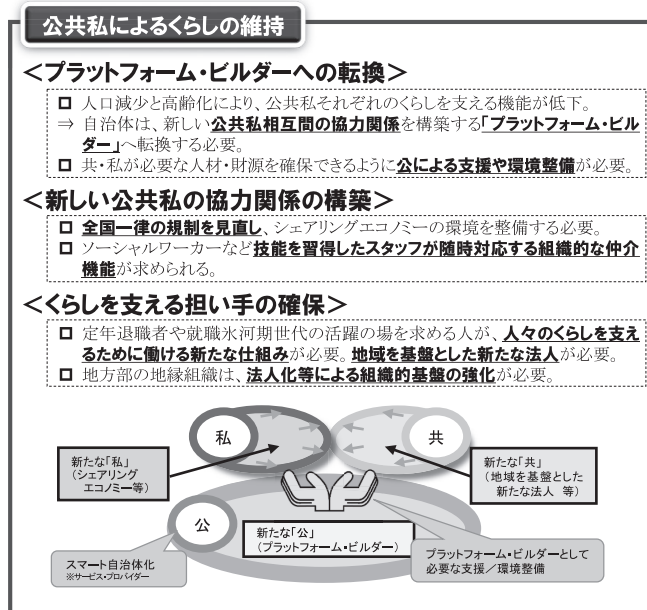 公共私によるくらしの維持
＜プラットフォーム・ビルダーへの転換＞
□ 人口減少と高齢化により、公共私それぞれのくらしを支える機能が低下。
⇒ 自治体は、新しい公共私相互間の協力関係を構築する「プラットフォーム・ビル
ダー」へ転換する必要。
□ 共・私が必要な人材・財源を確保できるように公による支援や環境整備が必要。
＜新しい公共私の協力関係の構築＞
□ 全国一律の規制を見直し、シェアリングエコノミーの環境を整備する必要。
□ ソーシャルワーカーなど技能を習得したスタッフが随時対応する組織的な仲介
機能が求められる。
＜くらしを支える担い手の確保＞
□ 定年退職者や就職氷河期世代の活躍の場を求める人が、人々のくらしを支え
るために働ける新たな仕組みが必要。地域を基盤とした新たな法人が必要。
□ 地方部の地縁組織は、法人化等による組織的基盤の強化が必要。
私
共
新たな「私」
（シェアリング
エコノミー等）
新たな「共」
（地域を基盤とした
新たな法人 等）
公
新たな「公」
（プラットフォーム・ビルダー）
スマート自治体化
※サービス・プロバイダー
プラットフォーム・ビルダーとして
必要な支援／環境整備